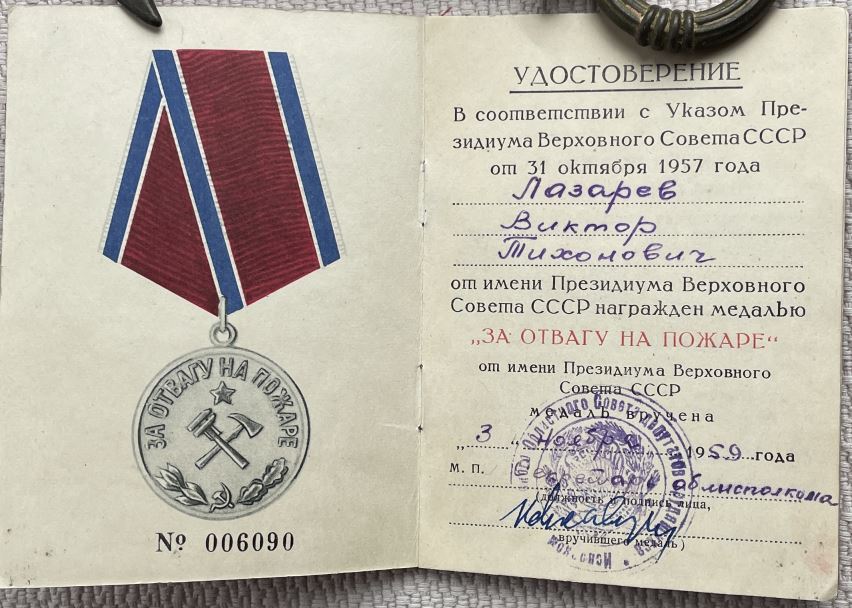 ЗА ОТВАГУ НА ПОЖАРЕ
№ 006090
УДОСТОВЕРЕНИЕ
В соответствии с Указом Пре-
зидиума Верховного Совета СССР
от 31 октября 1957 года
Лазарев
Виктор
Тихонович
от имени Президиума Верховного
Совета СССР награжден медалью
„ЗА ОТВАГУ НА ПОЖАРЕ“
от имени Президиума Верховного
Совета СССР
медаль вручена
„3„ ноября 1959 года
М. П. секретарь облисполкома
(должность и подпись лица,
вручившего медаль)